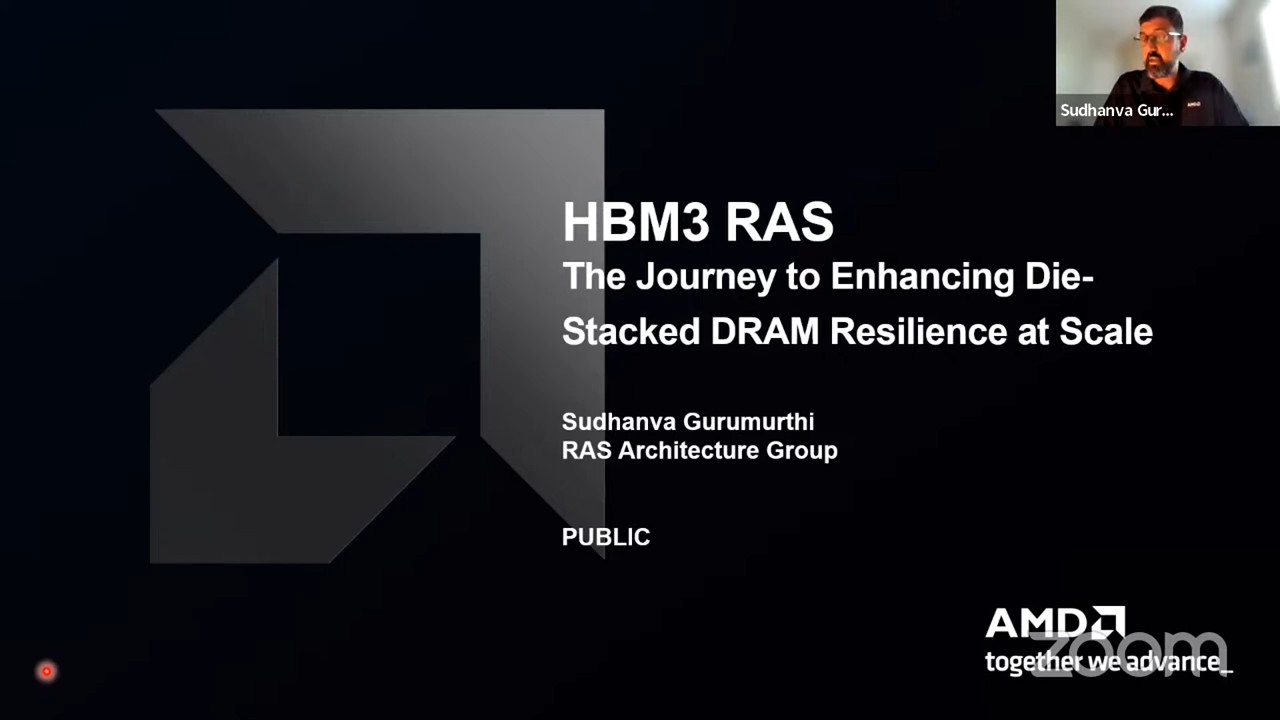 Sudhanva Gur...
HBM3 RAS
The Journey to Enhancing Die-
Stacked DRAM Resilience at Scale
Sudhanva Gurumurthi
RAS Architecture Group
PUBLIC
AMD
zoom
together we advance_